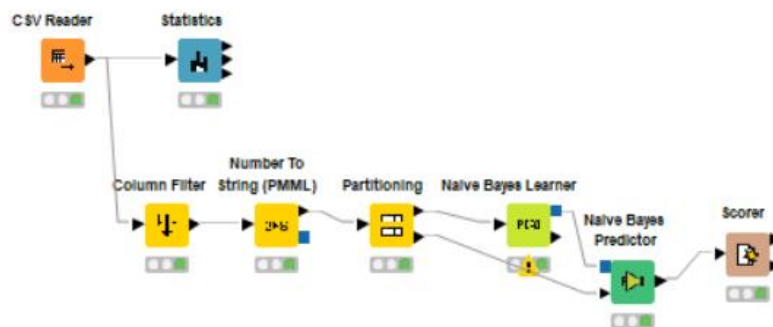 CSV Reader
Statistics
Column Filter
Number To
String (PMML)
Partitioning
Naive Bayes Learner
Naive Bayes
Predictor
Scorer